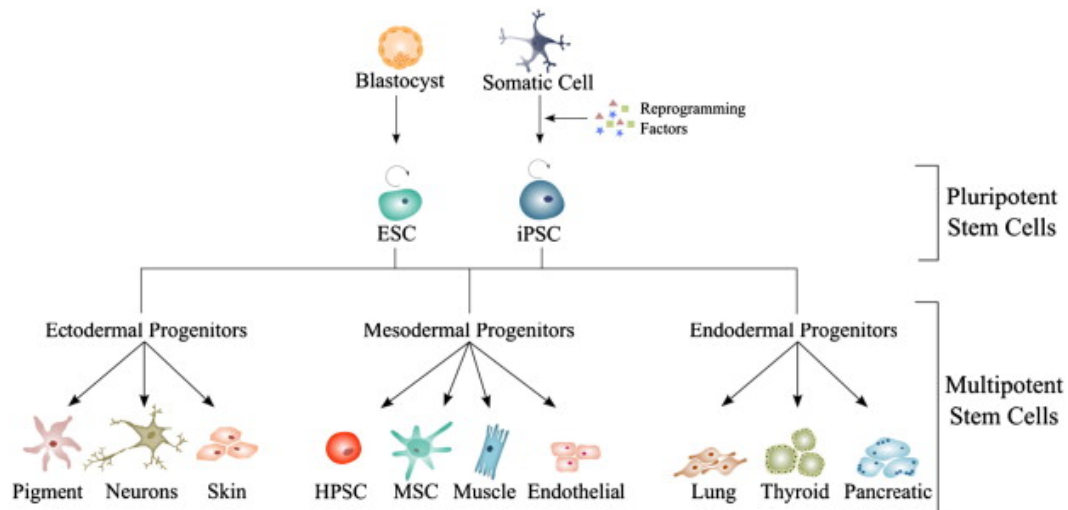 Blastocyst
Somatic Cell
Reprogramming
Factors
ESC
iPSC
Pluripotent
Stem Cells
Ectodermal Progenitors
Mesodermal Progenitors
Endodermal Progenitors
Multipotent
Stem Cells
Pigment
Neurons
Skin
HPSC
MSC
Muscle
Endothelial
Lung
Thyroid
Pancreatic